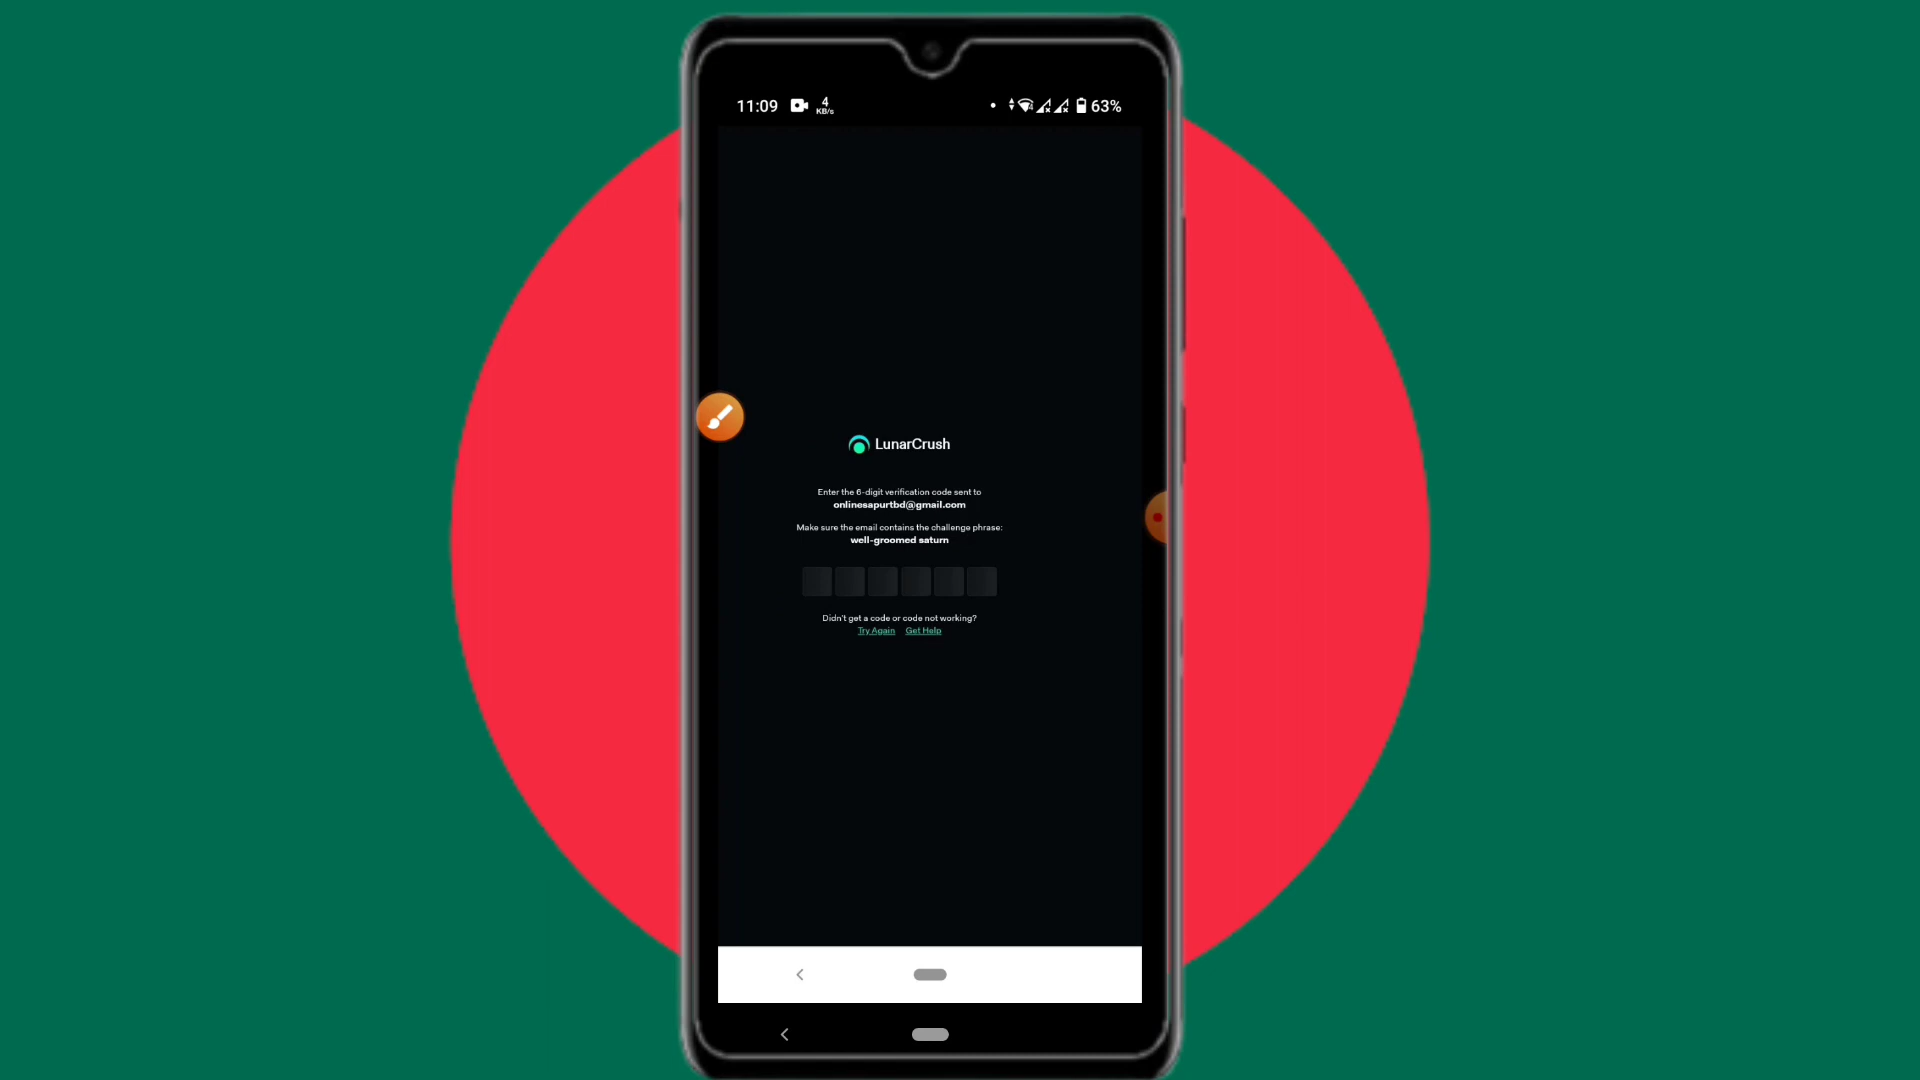 11:09
4
KB/s
63%
LunarCrush
Enter the 6-digit verification code sent to
onlinesapurtbd@gmail.com
Make sure the email contains the challenge phrase:
well-groomed saturn
Didn't get a code or code not working?
Try Again Get Help